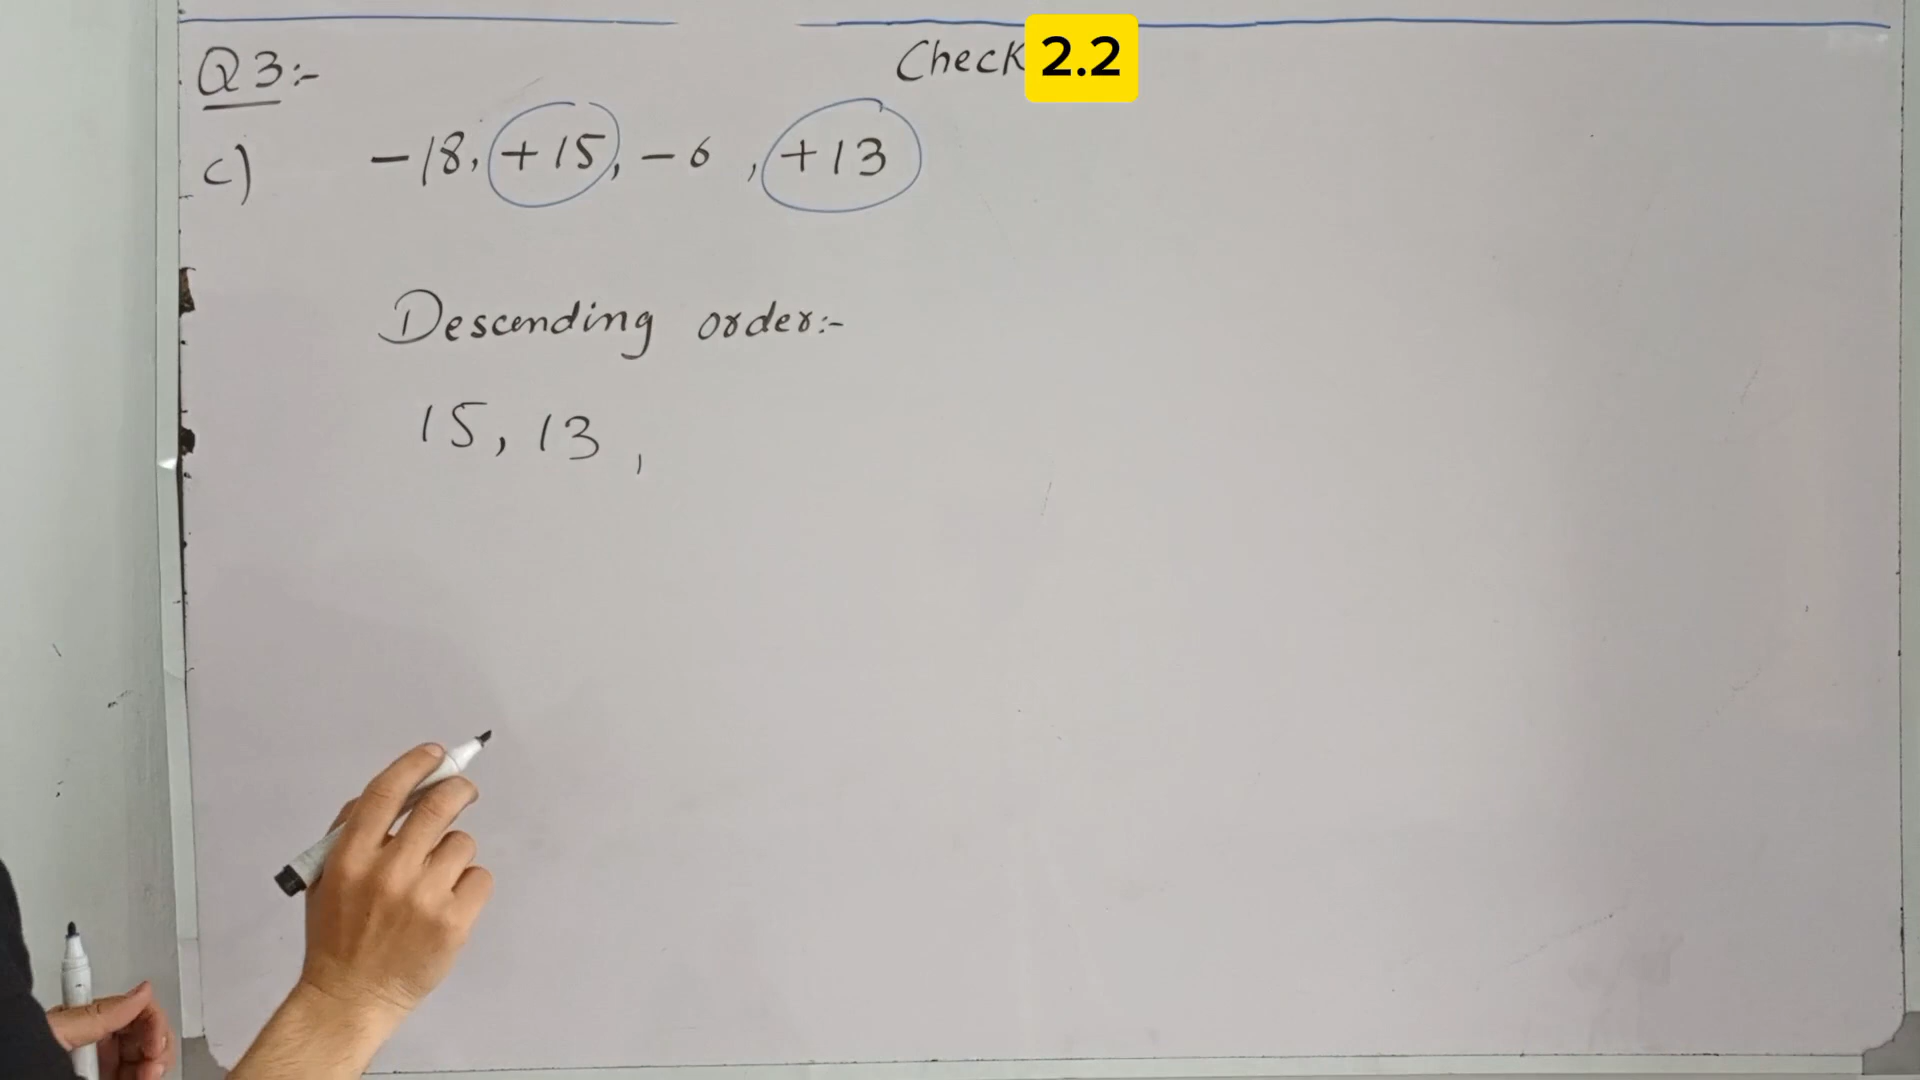 Q3:-
Check 2.2
c) -18, +15, -6, +13
Descending order:-
15, 13,